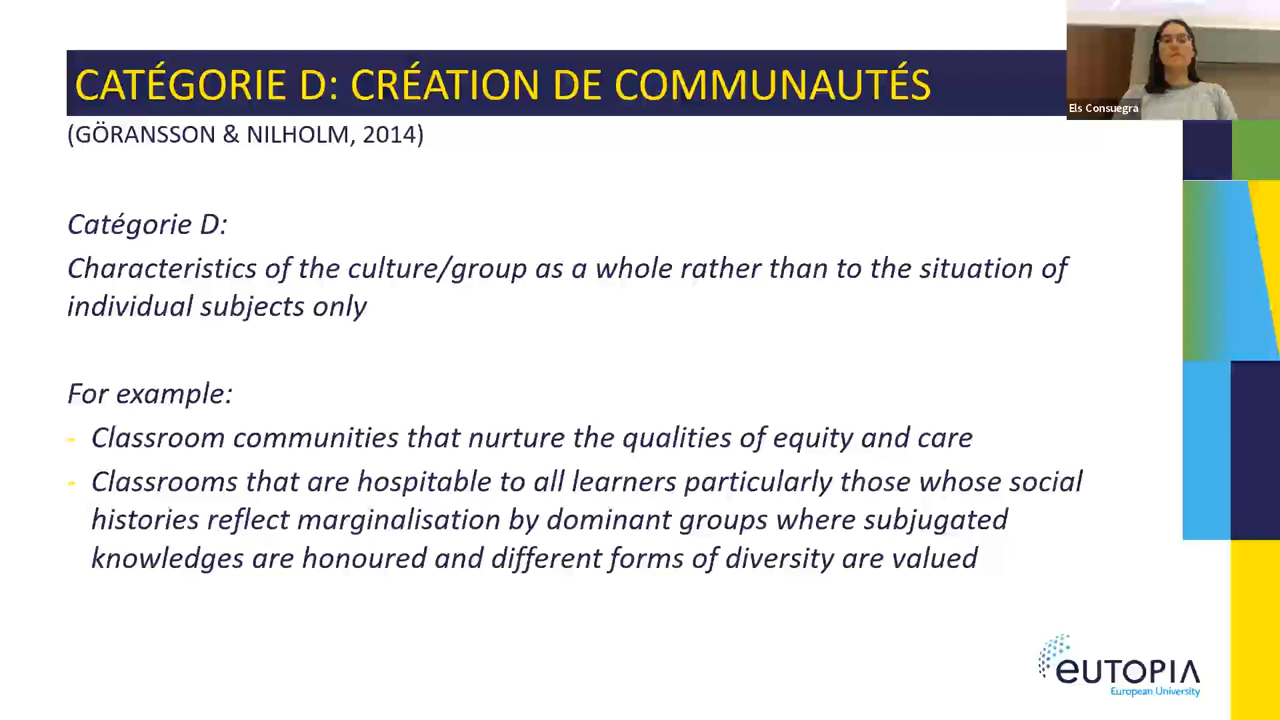 CATÉGORIE D: CRÉATION DE COMMUNAUTÉS
Els Consuegra
(GÖRANSSON & NILHOLM, 2014)
Catégorie D:
Characteristics of the culture/group as a whole rather than to the situation of
individual subjects only
For example:
- Classroom communities that nurture the qualities of equity and care
- Classrooms that are hospitable to all learners particularly those whose social
histories reflect marginalisation by dominant groups where subjugated
knowledges are honoured and different forms of diversity are valued
eUTOPIA
European University